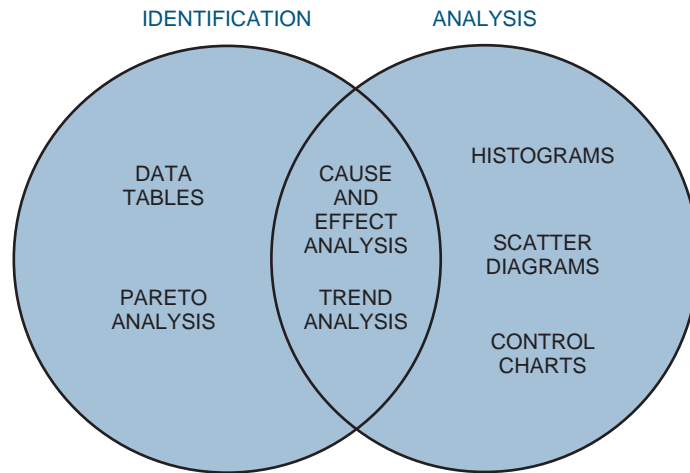 IDENTIFICATION
ANALYSIS
DATA
TABLES
PARETO
ANALYSIS
CAUSE
AND
EFFECT
ANALYSIS
TREND
ANALYSIS
HISTOGRAMS
SCATTER
DIAGRAMS
CONTROL
CHARTS